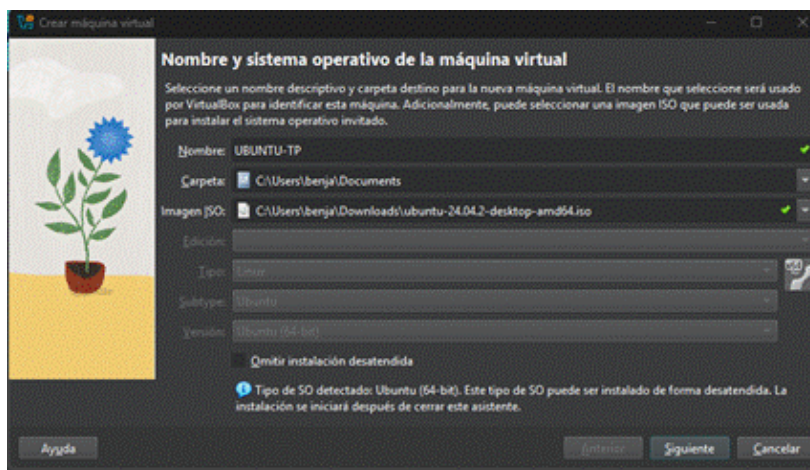 Crear máquina virtual
Nombre y sistema operativo de la máquina virtual
Seleccione un nombre descriptivo y carpeta destino para la nueva máquina virtual. El nombre que seleccione será usado
por VirtualBox para identificar esta máquina. Adicionalmente, puede seleccionar una imagen ISO que puede ser usada
para instalar el sistema operativo invitado.
Nombre: UBUNTU-TP
Carpeta: C:\Users\benja\Documents
Imagen ISO: C:\Users\benja\Downloads\ubuntu-24.04.2-desktop-amd64.iso
Edición:
Tipo: Linux
Subtype: Ubuntu
Versión: Ubuntu (64-bit)
Omitir instalación desatendida
Tipo de SO detectado: Ubuntu (64-bit). Este tipo de SO puede ser instalado de forma desatendida. La
instalación se iniciará después de cerrar este asistente.
Ayuda Anterior Siguiente Cancelar